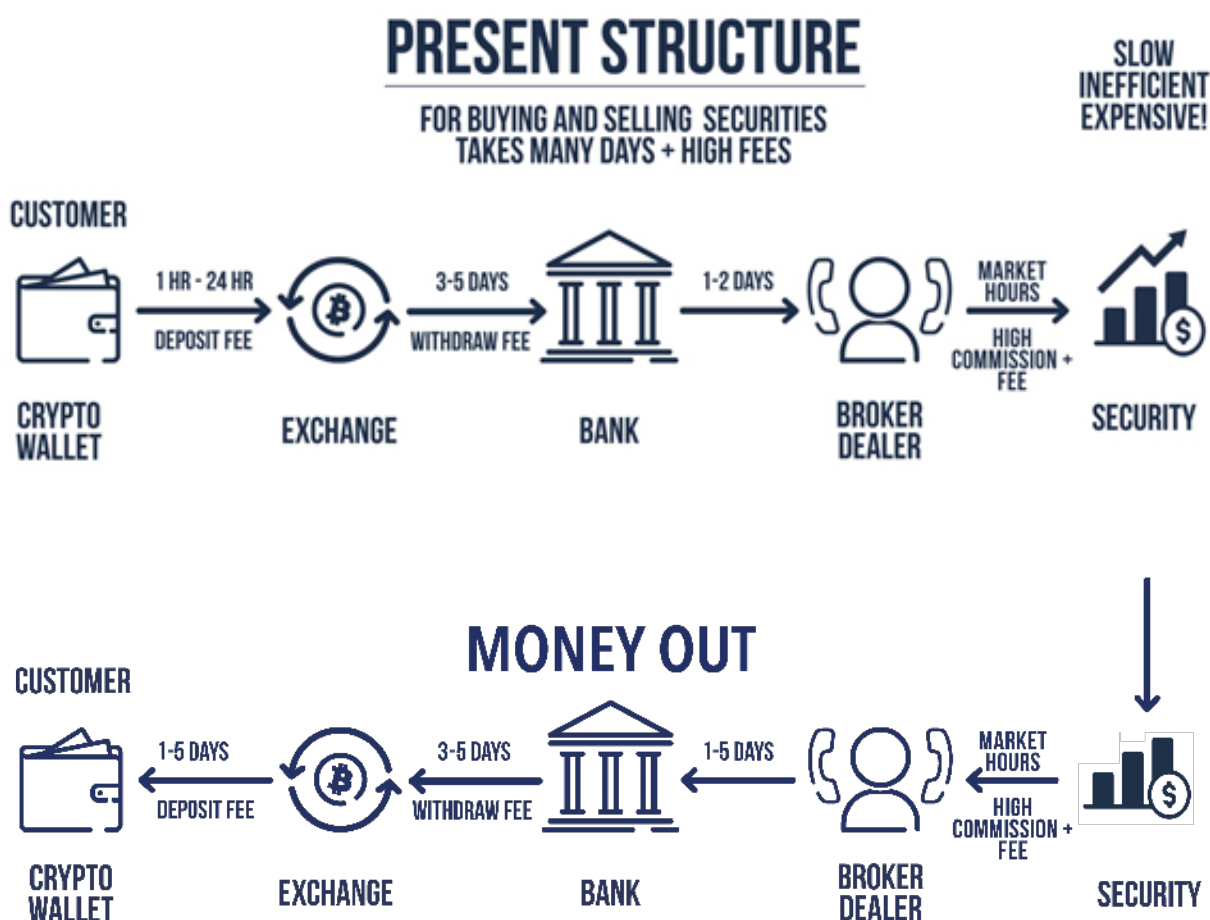 PRESENT STRUCTURE
FOR BUYING AND SELLING SECURITIES
TAKES MANY DAYS + HIGH FEES
SLOW
INEFFICIENT
EXPENSIVE!
CUSTOMER
1 HR - 24 HR
DEPOSIT FEE
3-5 DAYS
WITHDRAW FEE
1-2 DAYS
MARKET
HOURS
HIGH
COMMISSION +
FEE
$
CRYPTO
WALLET
EXCHANGE
BANK
BROKER
DEALER
SECURITY
MONEY OUT
CUSTOMER
1-5 DAYS
DEPOSIT FEE
3-5 DAYS
WITHDRAW FEE
1-5 DAYS
MARKET
HOURS
HIGH
COMMISSION +
FEE
$
CRYPTO
WALLET
EXCHANGE
BANK
BROKER
DEALER
SECURITY